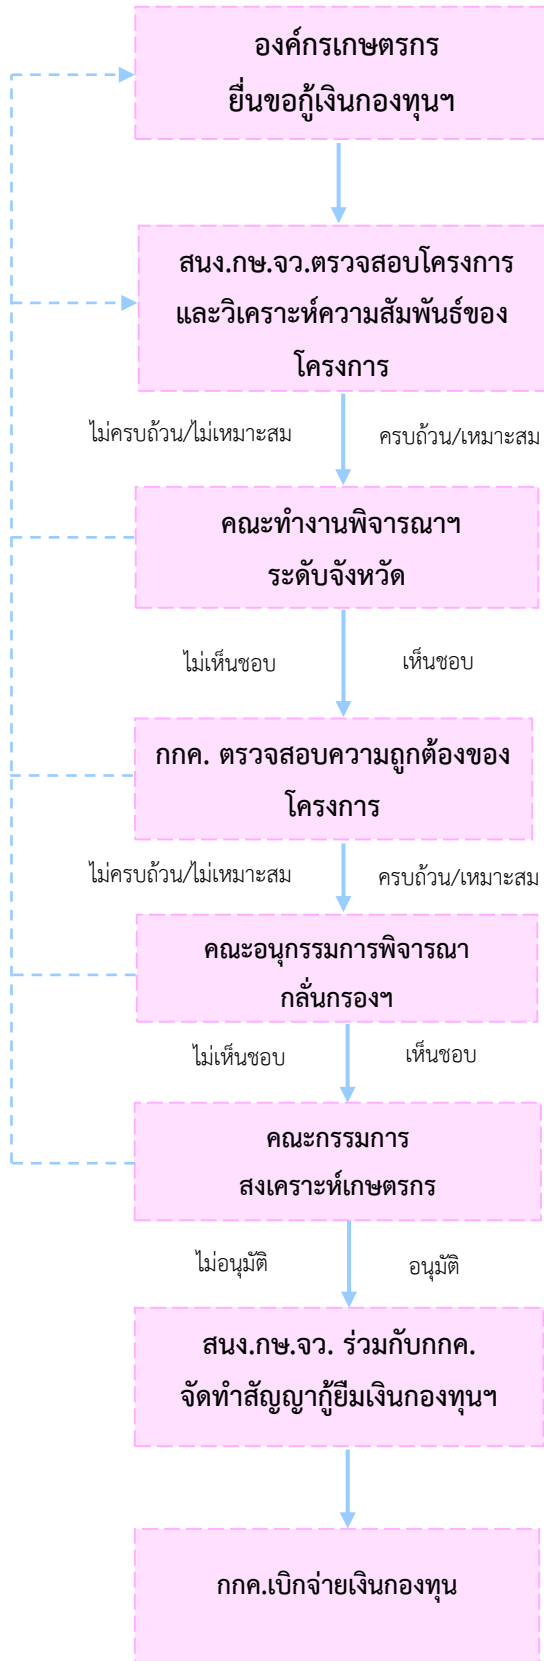 องค์กรเกษตรกร
ยื่นขอกู้เงินกองทุนฯ
สนง.กษ.จว.ตรวจสอบโครงการ
และวิเคราะห์ความสัมพันธ์ของ
โครงการ
ไม่ครบถ้วน/ไม่เหมาะสม
ครบถ้วน/เหมาะสม
คณะทำงานพิจารณาฯ
ระดับจังหวัด
ไม่เห็นชอบ
เห็นชอบ
กกค. ตรวจสอบความถูกต้องของ
โครงการ
ไม่ครบถ้วน/ไม่เหมาะสม
ครบถ้วน/เหมาะสม
คณะอนุกรรมการพิจารณา
กลั่นกรองฯ
ไม่เห็นชอบ
เห็นชอบ
คณะกรรมการ
สงเคราะห์เกษตรกร
ไม่อนุมัติ
อนุมัติ
สนง.กษ.จว. ร่วมกับกกค.
จัดทำสัญญากู้ยืมเงินกองทุนฯ
กกค.เบิกจ่ายเงินกองทุน